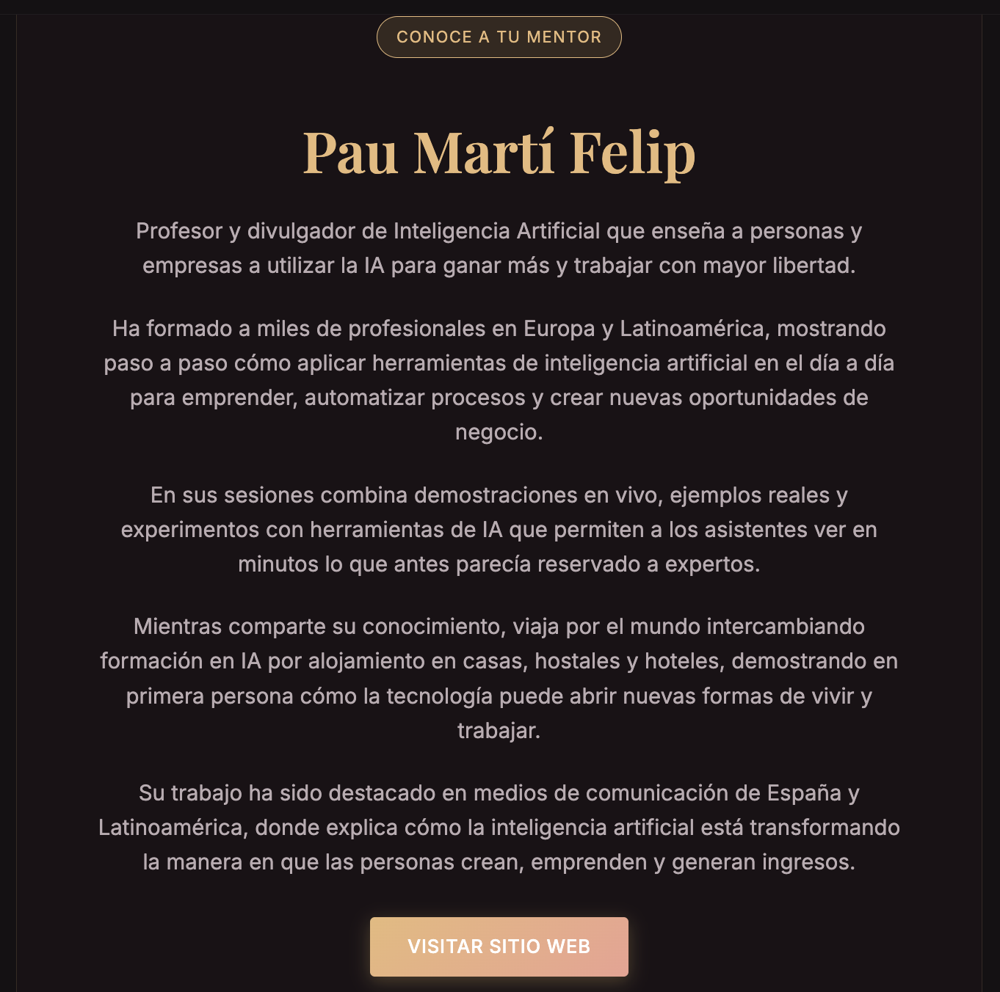 CONOCE A TU MENTOR
Pau Martí Felip
Profesor y divulgador de Inteligencia Artificial que enseña a personas y
empresas a utilizar la IA para ganar más y trabajar con mayor libertad.
Ha formado a miles de profesionales en Europa y Latinoamérica, mostrando
paso a paso cómo aplicar herramientas de inteligencia artificial en el día a día
para emprender, automatizar procesos y crear nuevas oportunidades de
negocio.
En sus sesiones combina demostraciones en vivo, ejemplos reales y
experimentos con herramientas de IA que permiten a los asistentes ver en
minutos lo que antes parecía reservado a expertos.
Mientras comparte su conocimiento, viaja por el mundo intercambiando
formación en IA por alojamiento en casas, hostales y hoteles, demostrando en
primera persona cómo la tecnología puede abrir nuevas formas de vivir y
trabajar.
Su trabajo ha sido destacado en medios de comunicación de España y
Latinoamérica, donde explica cómo la inteligencia artificial está transformando
la manera en que las personas crean, emprenden y generan ingresos.
VISITAR SITIO WEB